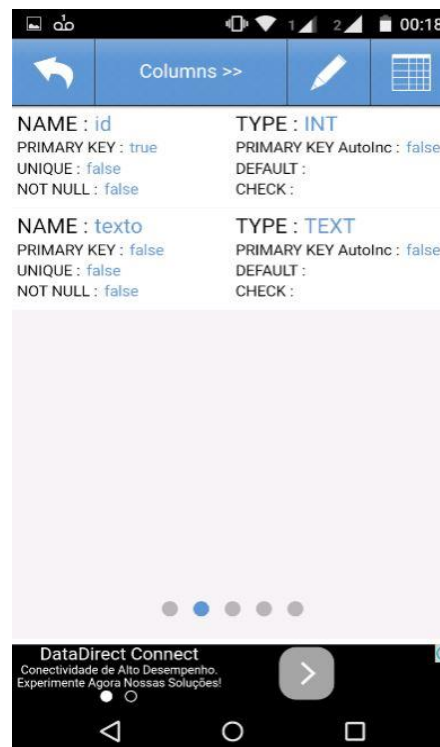 1 2 00:18
Columns >>
NAME : id TYPE : INT
PRIMARY KEY : true PRIMARY KEY AutoInc : false
UNIQUE : false DEFAULT :
NOT NULL : false CHECK :
NAME : texto TYPE : TEXT
PRIMARY KEY : false PRIMARY KEY AutoInc : false
UNIQUE : false DEFAULT :
NOT NULL : false CHECK :
DataDirect Connect
Conectividade de Alto Desempenho.
Experimente Agora Nossas Soluções!